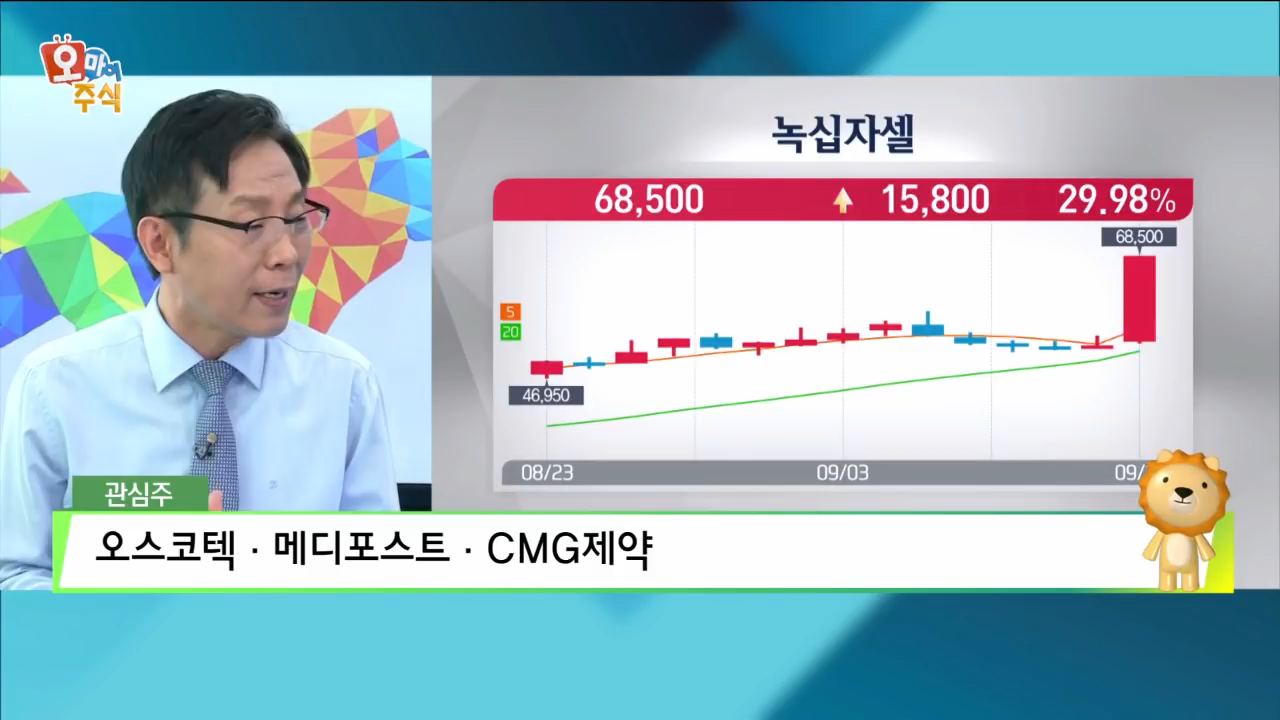 오마이
주식
녹십자셀
68,500 15,800 29.98%
68,500
5
20
46,950
08/23 09/03 09/
관심주
오스코텍 · 메디포스트 · CMG제약